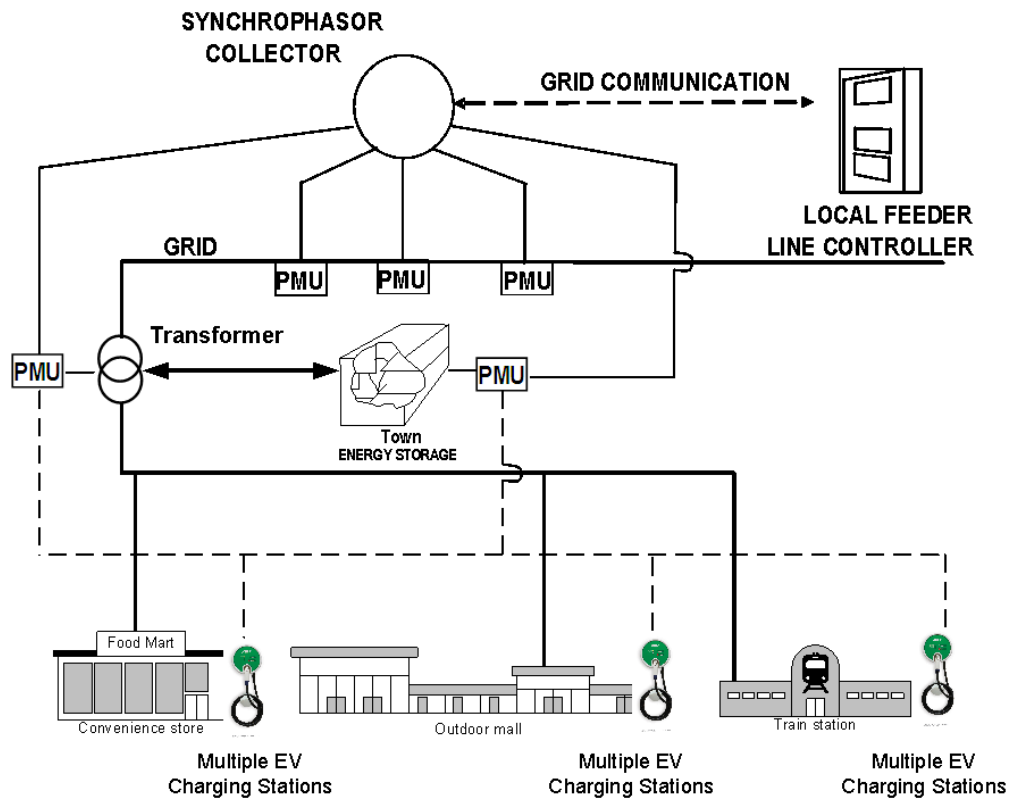 SYNCHROPHASOR
COLLECTOR
GRID COMMUNICATION
LOCAL FEEDER
LINE CONTROLLER
GRID
PMU
PMU
PMU
Transformer
PMU
PMU
Town
ENERGY STORAGE
Food Mart
Convenience store
Outdoor mall
Train station
Multiple EV
Charging Stations
Multiple EV
Charging Stations
Multiple EV
Charging Stations